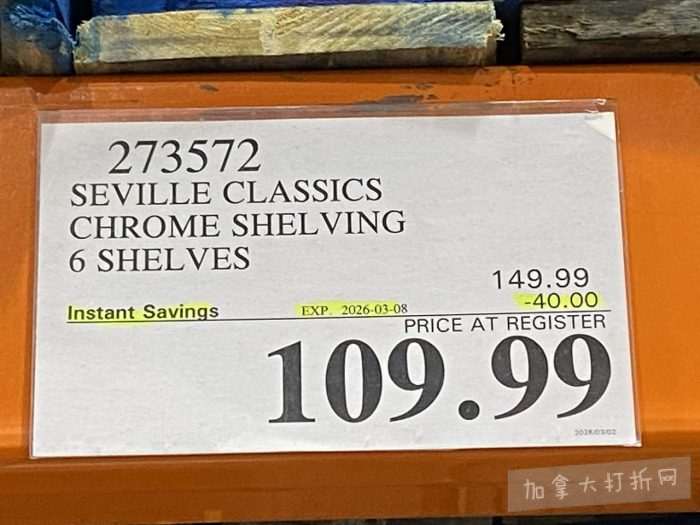 273572
SEVILLE CLASSICS
CHROME SHELVING
6 SHELVES
149.99
Instant Savings EXP. 2026-03-08 -40.00
PRICE AT REGISTER
109.99
2026/03/02
加拿大打折网